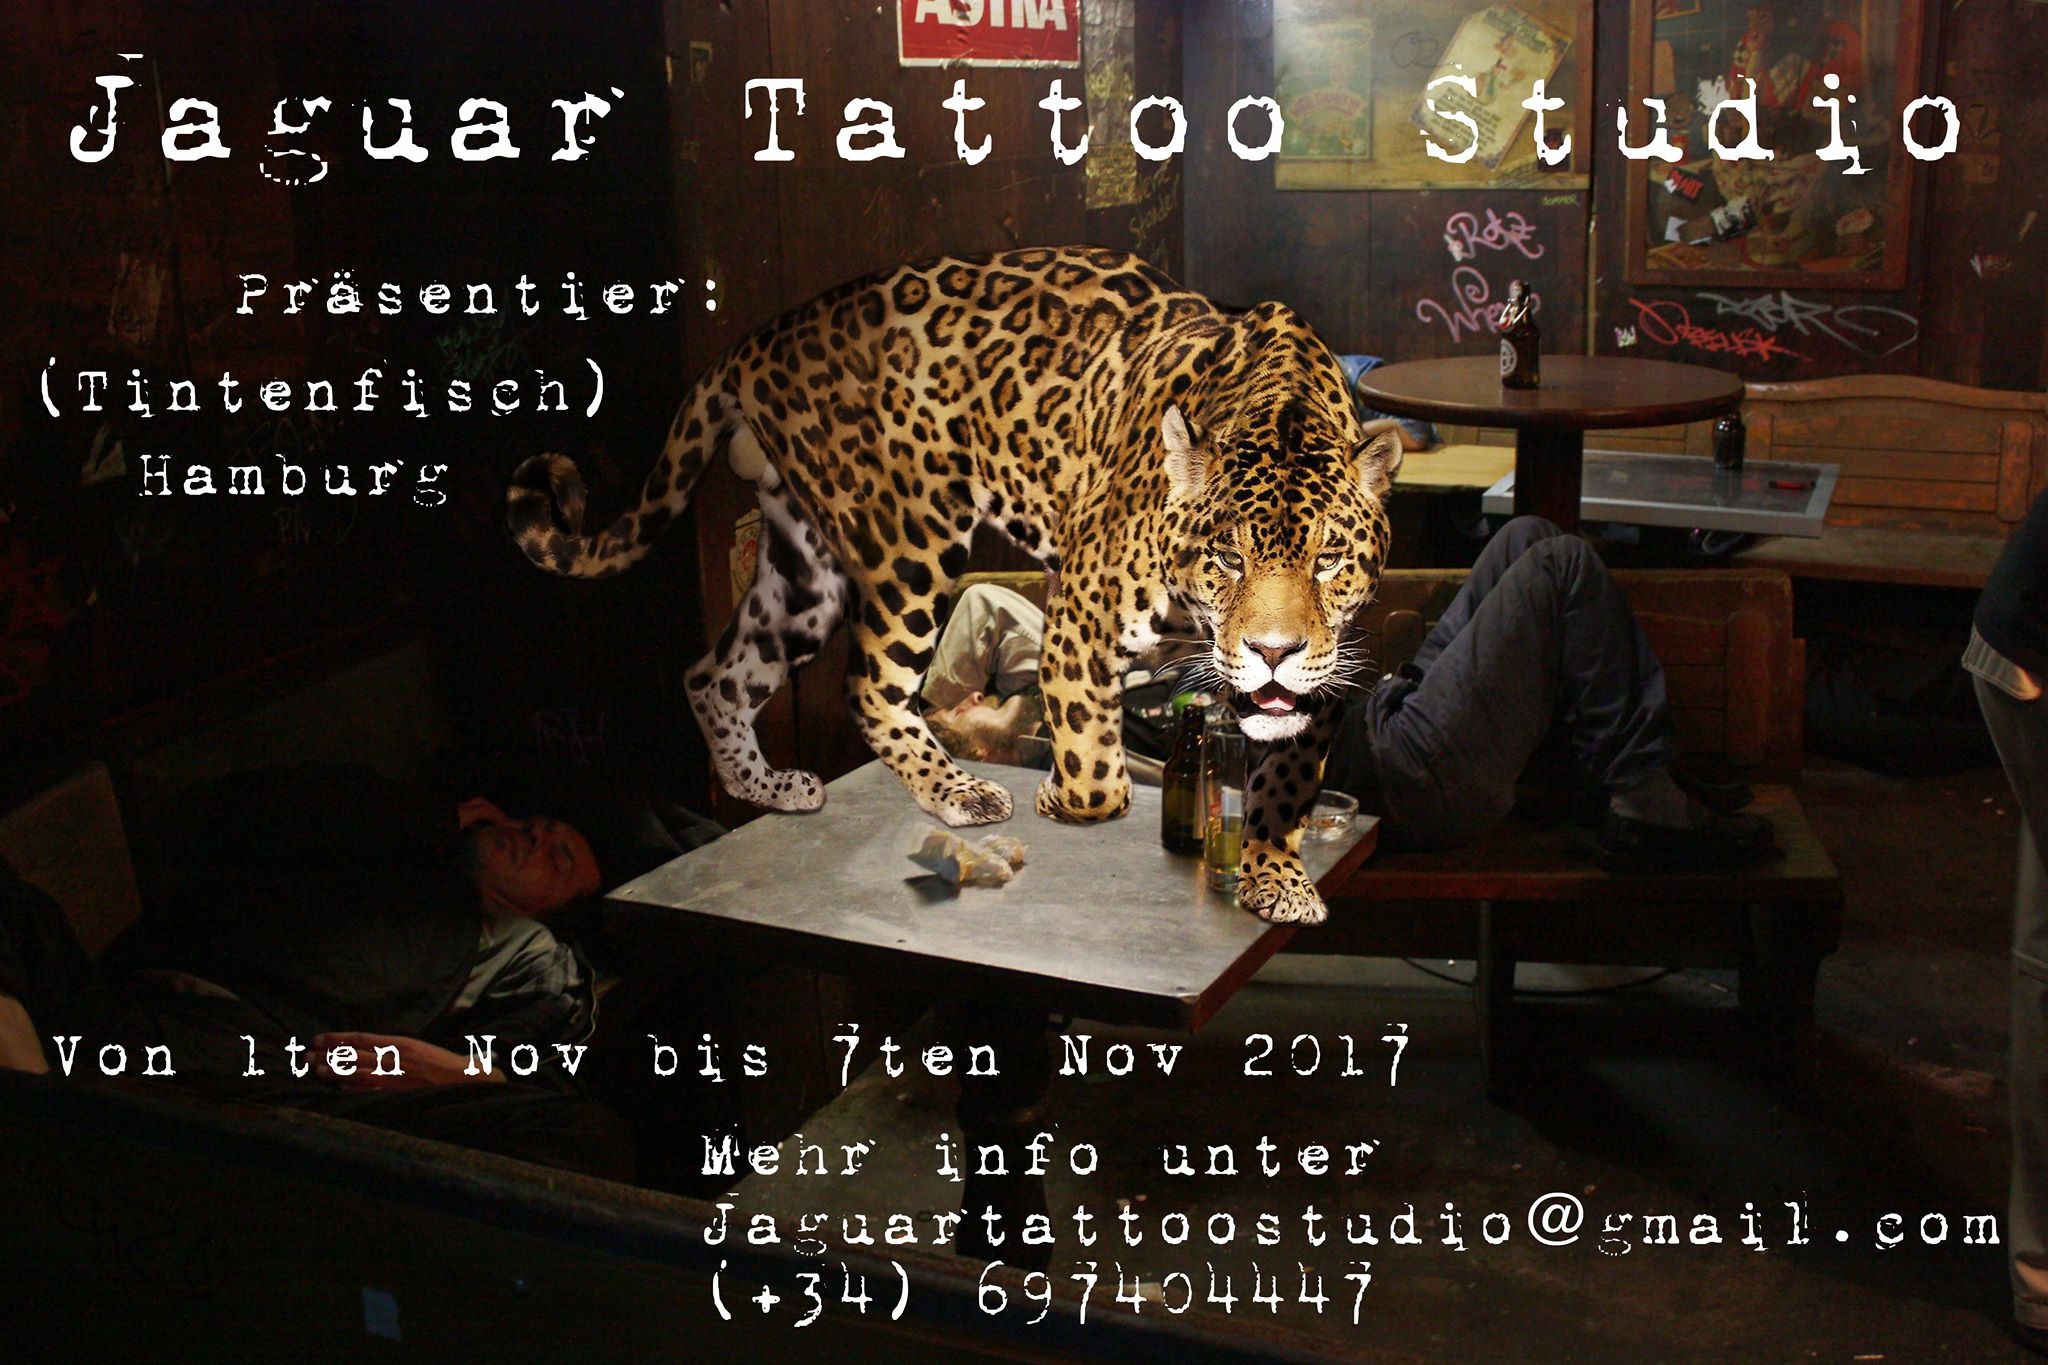 ASTRA
Jaguar Tattoo Studio
Präsentier:
(Tintenfisch)
Hamburg
Von 1ten Nov bis 7ten Nov 2017
Mehr info unter
Jaguartattoostudio@gmail.com
(+34) 697404447